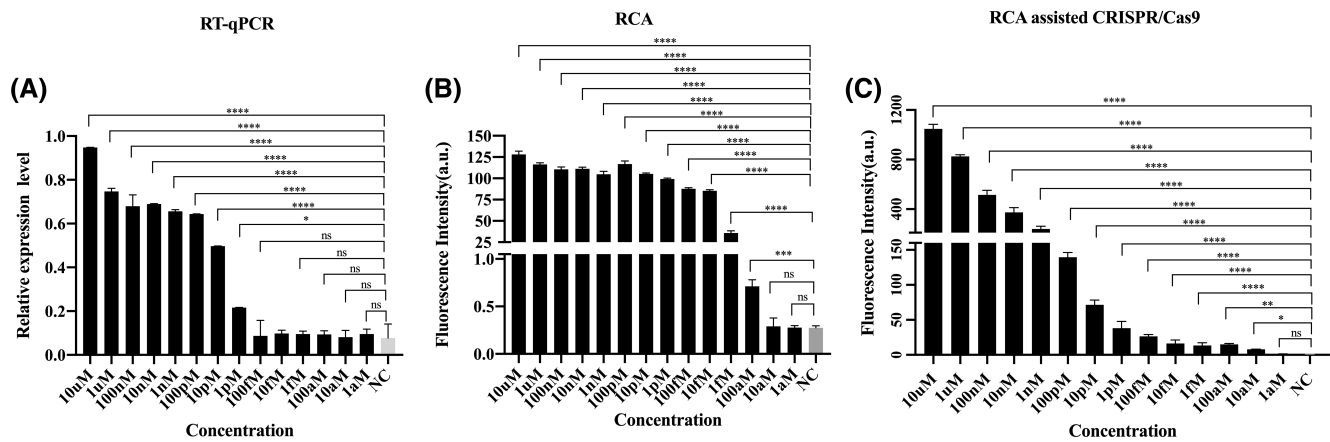 RT-qPCR
RCA
RCA assisted CRISPR/Cas9
(A)
Relative expression level
1.0
0.8
0.6
0.4
0.2
0.0
****
****
****
****
****
****
****
*
ns
ns
ns
ns
ns
10uM 1uM 100nM 10nM 1nM 100pM 10pM 1pM 100fM 10fM 1fM 100aM 10aM 1aM NC
Concentration
(B)
Fluorescence Intensity(a.u.)
150
125
100
75
50
25
1.0
0.5
0.0
****
****
****
****
****
****
****
****
****
****
****
***
ns
ns
10uM 1uM 100nM 10nM 1nM 100pM 10pM 1pM 100fM 10fM 1fM 100aM 10aM 1aM NC
Concentration
(C)
Fluorescence Intensity(a.u.)
1200
800
400
150
100
50
0
****
****
****
****
****
****
****
****
****
****
****
**
*
ns
10uM 1uM 100nM 10nM 1nM 100pM 10pM 1pM 100fM 10fM 1fM 100aM 10aM 1aM NC
Concentration